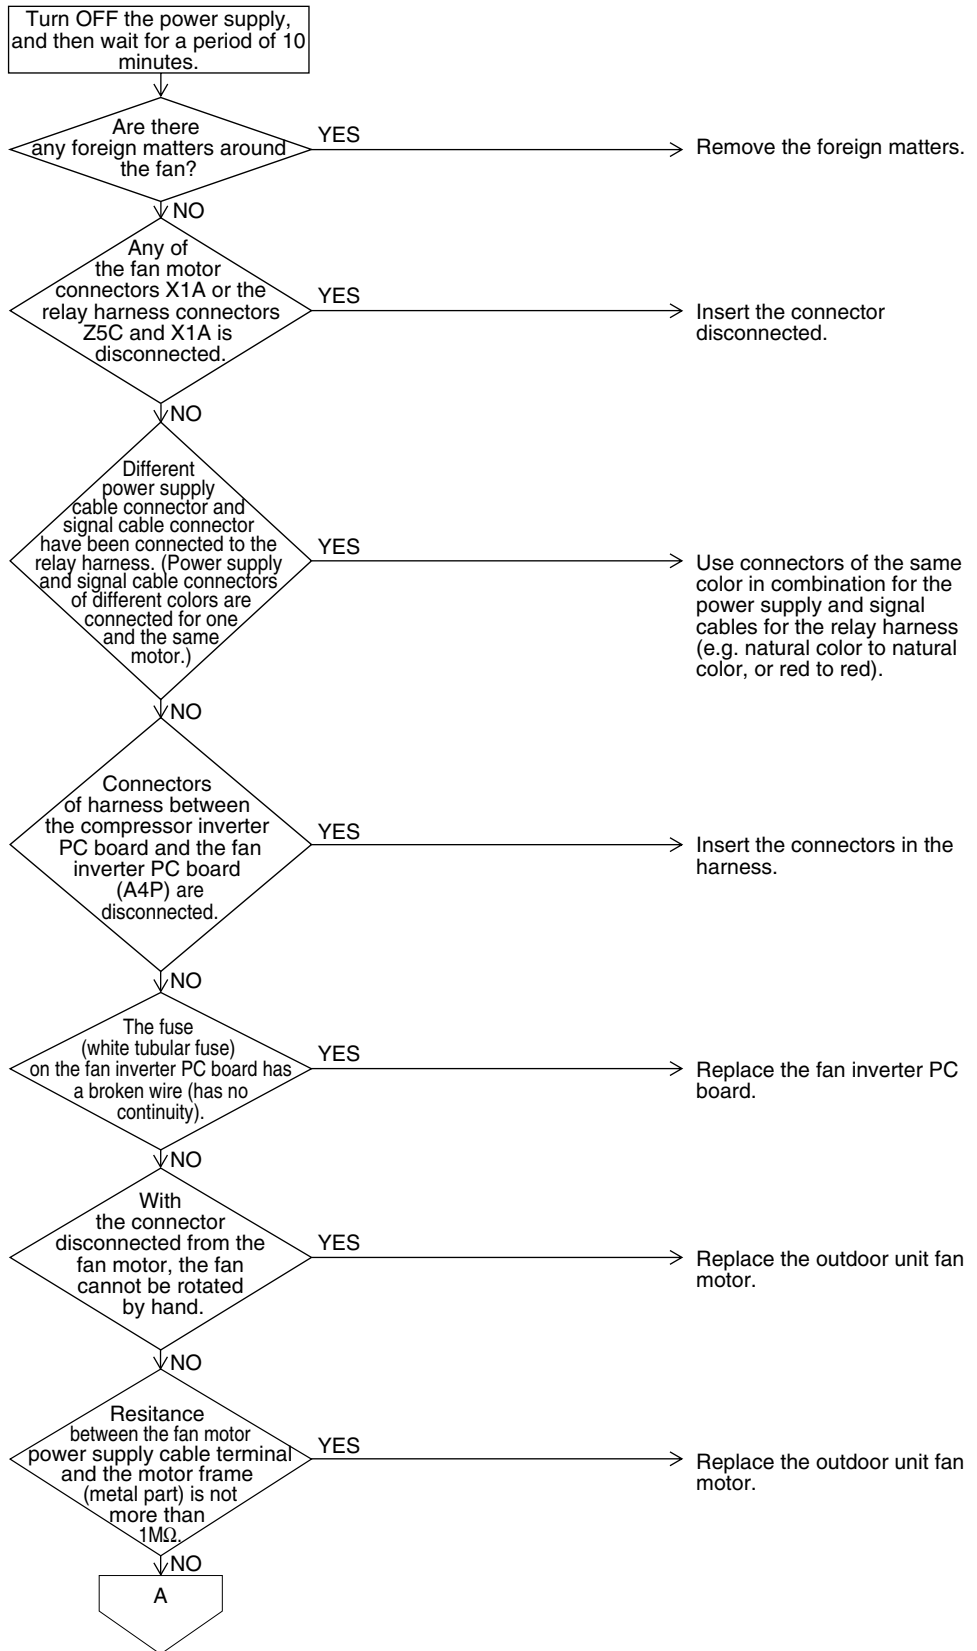 Turn OFF the power supply,
and then wait for a period of 10
minutes.
Are there
any foreign matters around
the fan?
YES
Remove the foreign matters.
NO
Any of
the fan motor
connectors X1A or the
relay harness connectors
Z5C and X1A is
disconnected.
YES
Insert the connector
disconnected.
NO
Different
power supply
cable connector and
signal cable connector
have been connected to the
relay harness. (Power supply
and signal cable connectors
of different colors are
connected for one
and the same
motor.)
YES
Use connectors of the same
color in combination for the
power supply and signal
cables for the relay harness
(e.g. natural color to natural
color, or red to red).
NO
Connectors
of harness between
the compressor inverter
PC board and the fan
inverter PC board
(A4P) are
disconnected.
YES
Insert the connectors in the
harness.
NO
The fuse
(white tubular fuse)
on the fan inverter PC board has
a broken wire (has no
continuity).
YES
Replace the fan inverter PC
board.
NO
With
the connector
disconnected from the
fan motor, the fan
cannot be rotated
by hand.
YES
Replace the outdoor unit fan
motor.
NO
Resitance
between the fan motor
power supply cable terminal
and the motor frame
(metal part) is not
more than
1MΩ.
YES
Replace the outdoor unit fan
motor.
NO
A